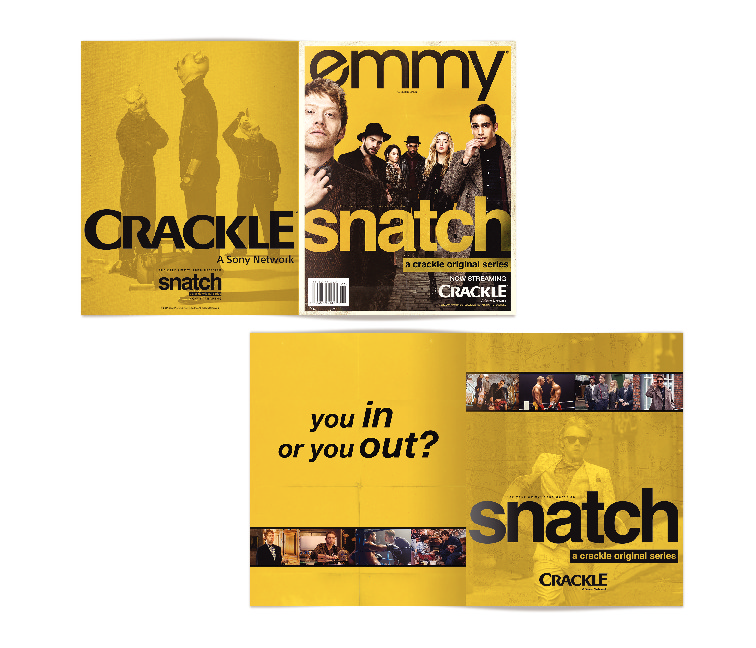 CRACKLE
A Sony Network
snatch
emmy
snatch
a crackle original series
NOW STREAMING
CRACKLE
you in
or you out?
snatch
a crackle original series
CRACKLE